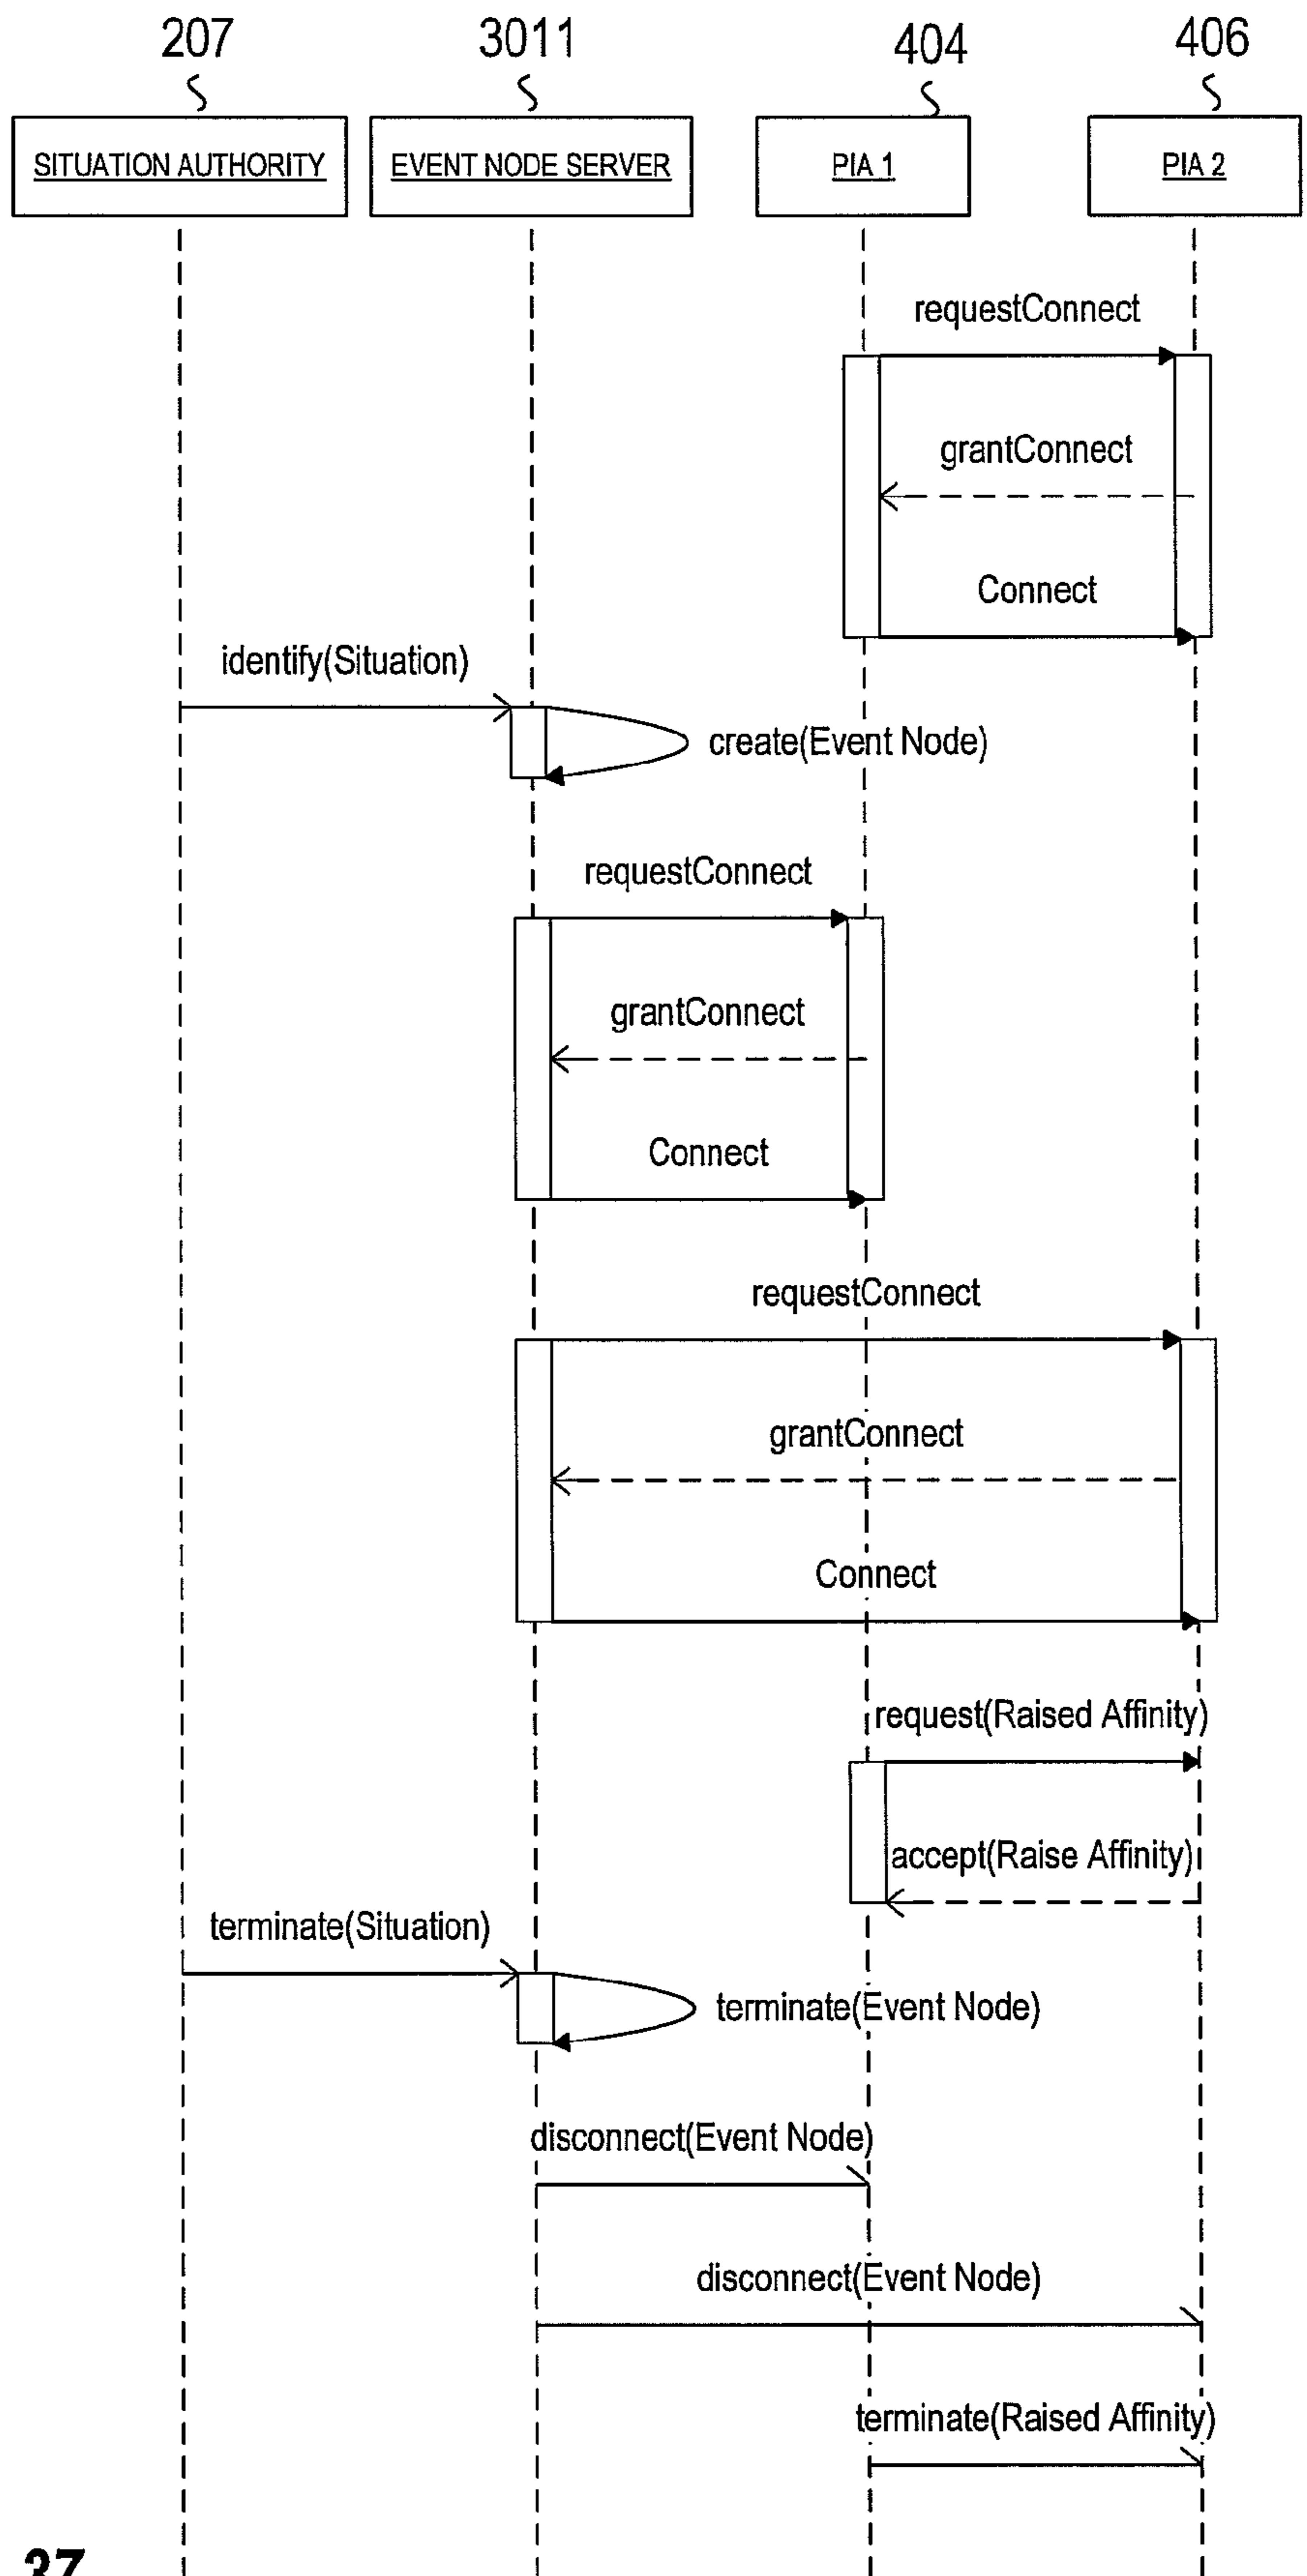 207
3011
404
406
SITUATION AUTHORITY
EVENT NODE SERVER
PIA 1
PIA 2
requestConnect
grantConnect
Connect
identify(Situation)
create(Event Node)
requestConnect
grantConnect
Connect
requestConnect
grantConnect
Connect
request(Raised Affinity)
accept(Raise Affinity)
terminate(Situation)
terminate(Event Node)
disconnect(Event Node)
disconnect(Event Node)
terminate(Raised Affinity)
37